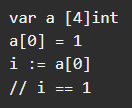 var a [4]int
a[0] = 1
i := a[0]
// i == 1